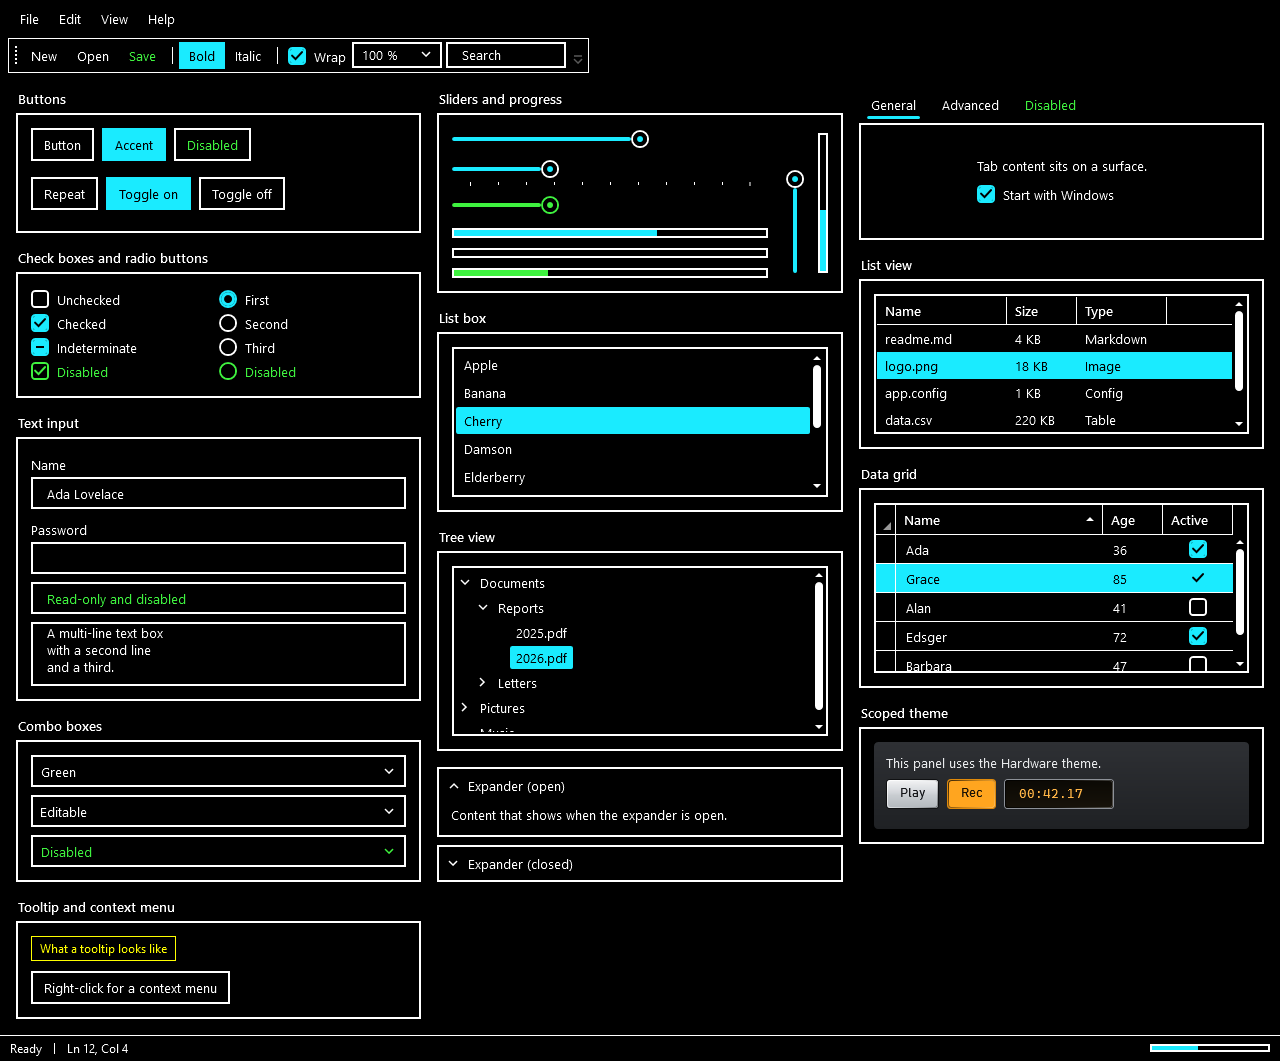 File Edit View Help
New Open Save Bold Italic Wrap 100 % Search
Buttons
Button Accent Disabled
Repeat Toggle on Toggle off
Check boxes and radio buttons
Unchecked First
Checked Second
Indeterminate Third
Disabled Disabled
Text input
Name
Ada Lovelace
Password
Read-only and disabled
A multi-line text box
with a second line
and a third.
Combo boxes
Green
Editable
Disabled
Tooltip and context menu
What a tooltip looks like
Right-click for a context menu
Sliders and progress
List box
Apple
Banana
Cherry
Damson
Elderberry
Tree view
Documents
Reports
2025.pdf
2026.pdf
Letters
Pictures
Music
Expander (open)
Content that shows when the expander is open.
Expander (closed)
General Advanced Disabled
Tab content sits on a surface.
Start with Windows
List view
Name Size Type
readme.md 4 KB Markdown
logo.png 18 KB Image
app.config 1 KB Config
data.csv 220 KB Table
Data grid
Name Age Active
Ada 36
Grace 85
Alan 41
Edsger 72
Barbara 47
Scoped theme
This panel uses the Hardware theme.
Play Rec 00:42.17
Ready Ln 12, Col 4